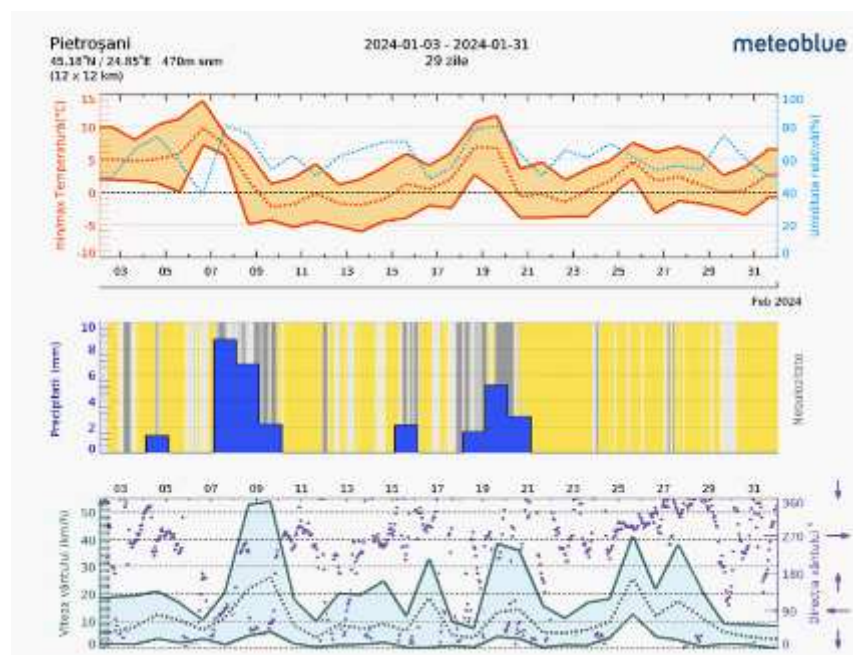 Pietroşani
45.18°N / 24.85°E 470m snm
(12 x 12 km)
2024-01-03 - 2024-01-31
29 zile
meteoblue
min/max Temperatură(°C)
15
10
5
0
-5
-10
100
80
60
40
20
0
Umiditate relativă(%)
03 05 07 09 11 13 15 17 19 21 23 25 27 29 31
Feb 2024
Precipitatii (mm)
10
8
6
4
2
0
Nebulozitate
03 05 07 09 11 13 15 17 19 21 23 25 27 29 31
Viteza vântului (km/h)
50
40
30
20
10
0
360
270
180
90
0
Direcția vântului °